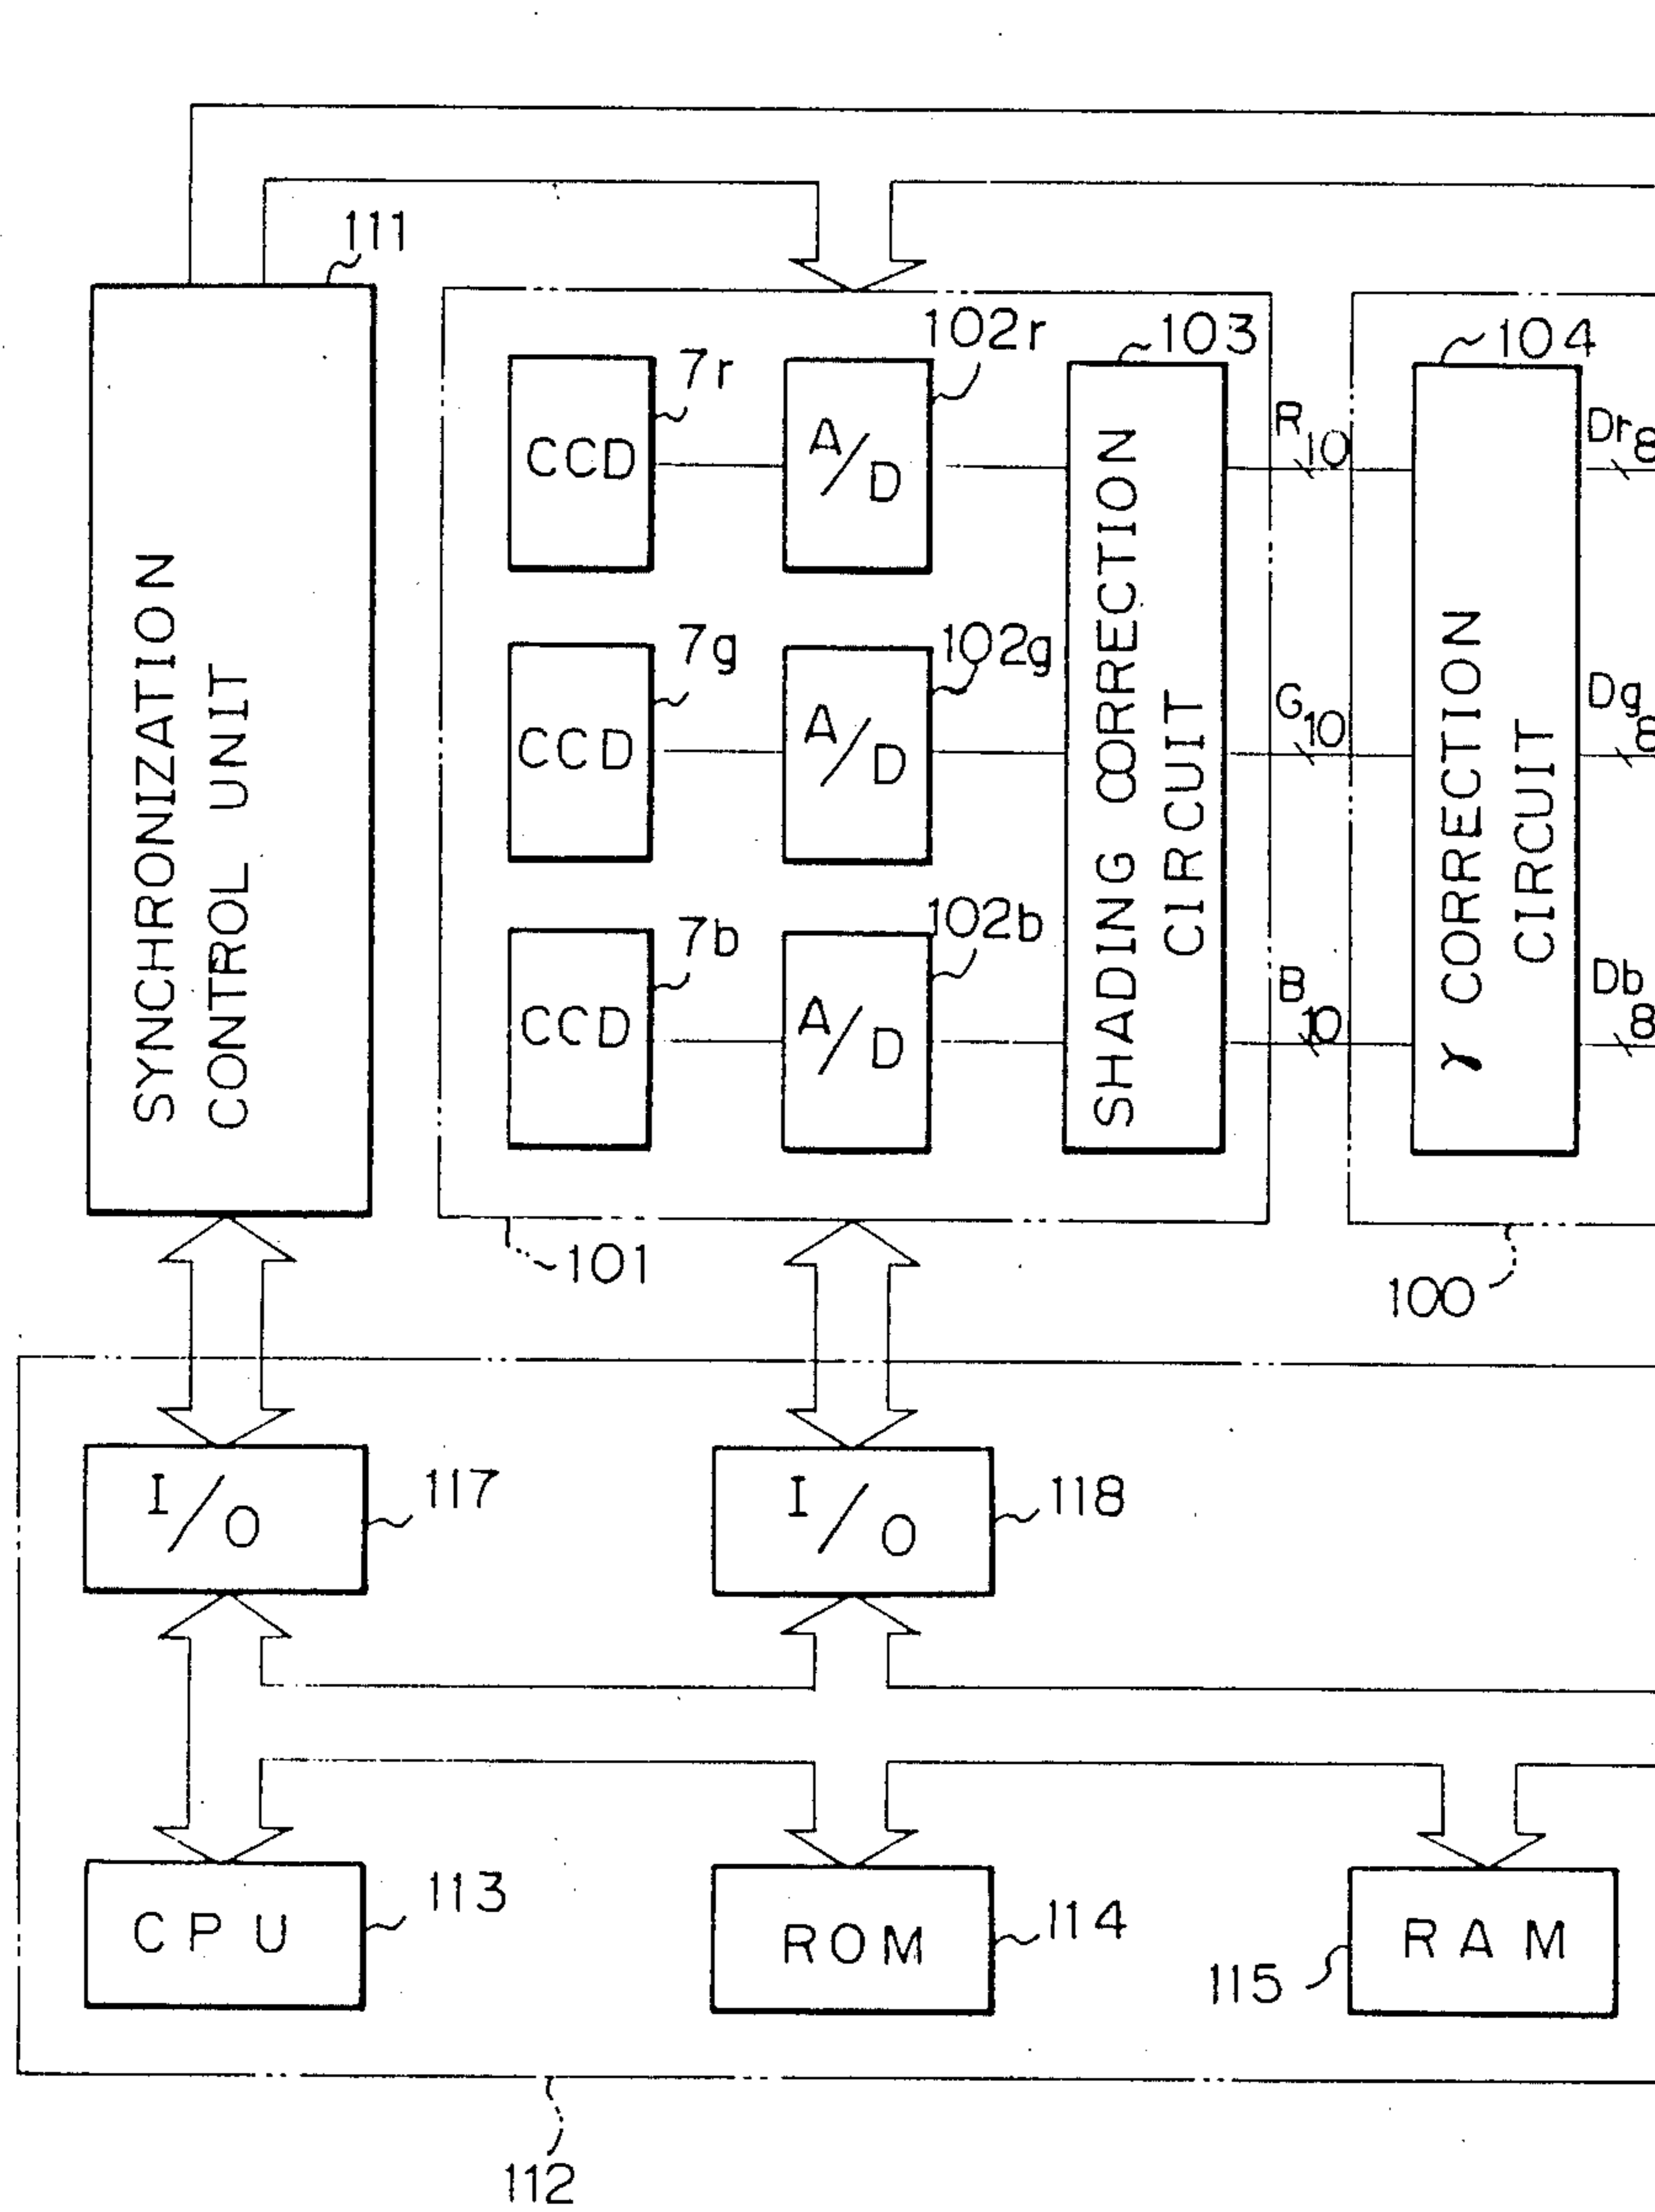 111
SYNCHRONIZATION
CONTROL UNIT
7r
CCD
102r
A/D
103
SHADING CORRECTION
CIRCUIT
R
10
104
γ CORRECTION
CIRCUIT
Dr
8
7g
CCD
102g
A/D
G
10
Dg
8
7b
CCD
102b
A/D
B
10
Db
8
101
100
I/O
117
I/O
118
CPU
113
ROM
114
RAM
115
112